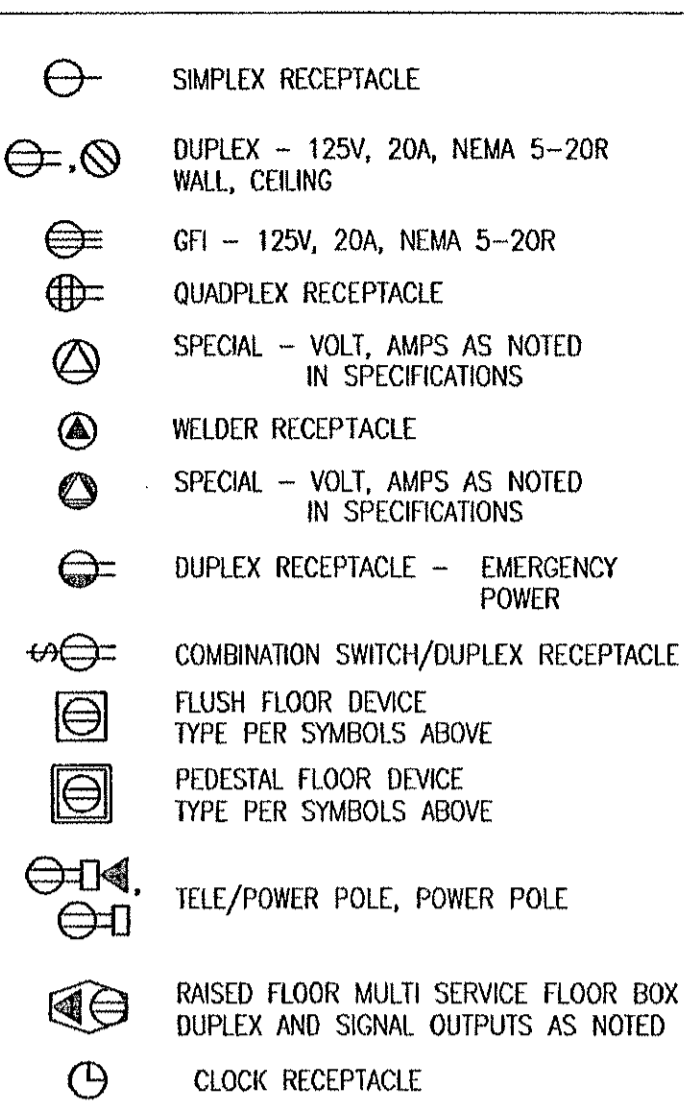 SIMPLEX RECEPTACLE
DUPLEX – 125V, 20A, NEMA 5–20R
WALL, CEILING
GFI – 125V, 20A, NEMA 5–20R
QUADPLEX RECEPTACLE
SPECIAL – VOLT, AMPS AS NOTED
IN SPECIFICATIONS
WELDER RECEPTACLE
SPECIAL – VOLT, AMPS AS NOTED
IN SPECIFICATIONS
DUPLEX RECEPTACLE – EMERGENCY
POWER
COMBINATION SWITCH/DUPLEX RECEPTACLE
FLUSH FLOOR DEVICE
TYPE PER SYMBOLS ABOVE
PEDESTAL FLOOR DEVICE
TYPE PER SYMBOLS ABOVE
TELE/POWER POLE, POWER POLE
RAISED FLOOR MULTI SERVICE FLOOR BOX
DUPLEX AND SIGNAL OUTPUTS AS NOTED
CLOCK RECEPTACLE